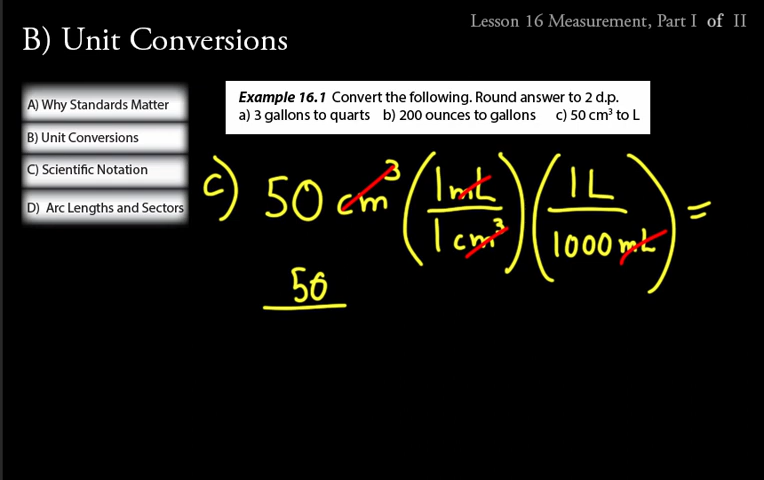 Lesson 16 Measurement, Part I of II
B) Unit Conversions
A) Why Standards Matter
B) Unit Conversions
C) Scientific Notation
D) Arc Lengths and Sectors
Example 16.1 Convert the following. Round answer to 2 d.p.
a) 3 gallons to quarts b) 200 ounces to gallons c) 50 cm³ to L
c) 50 cm³ (1 mL / 1 cm³) (1 L / 1000 mL) =
50